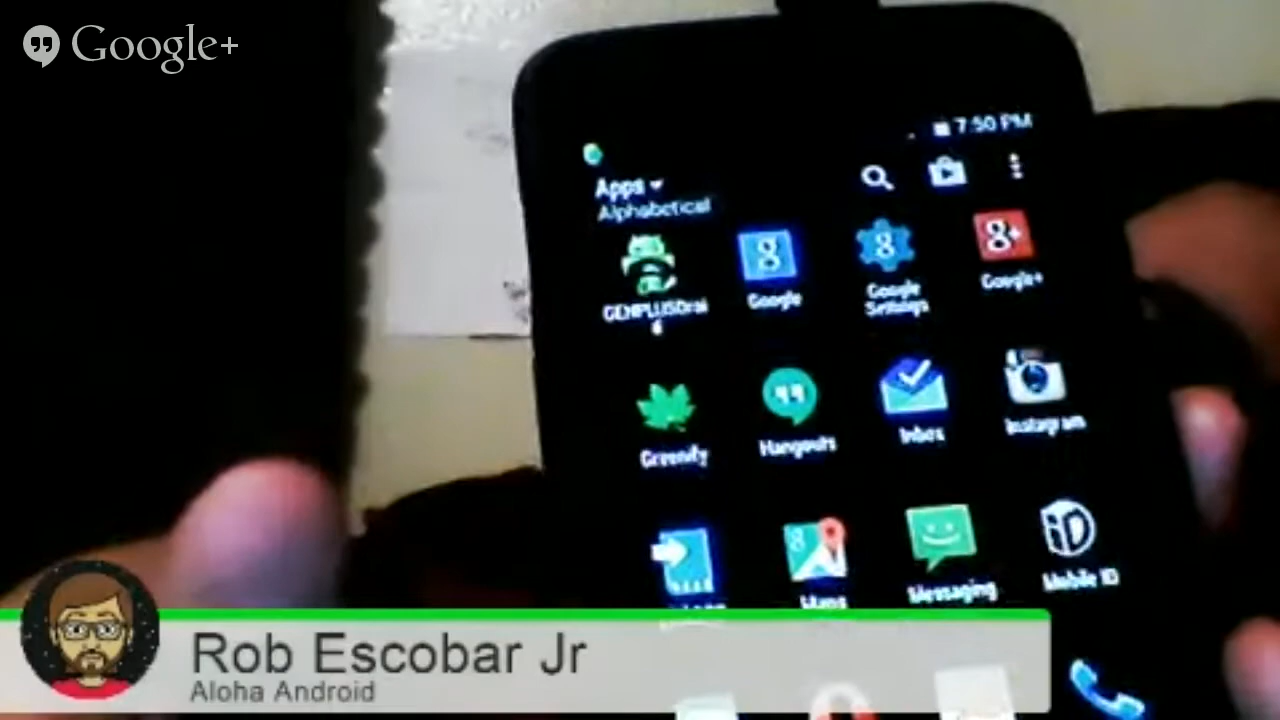 Google+
7:50 PM
Apps
Alphabetical
Google
Google
Settings
Google+
Greenify
Hangouts
Inbox
Instagram
Maps
Messaging
Mobile ID
Rob Escobar Jr
Aloha Android